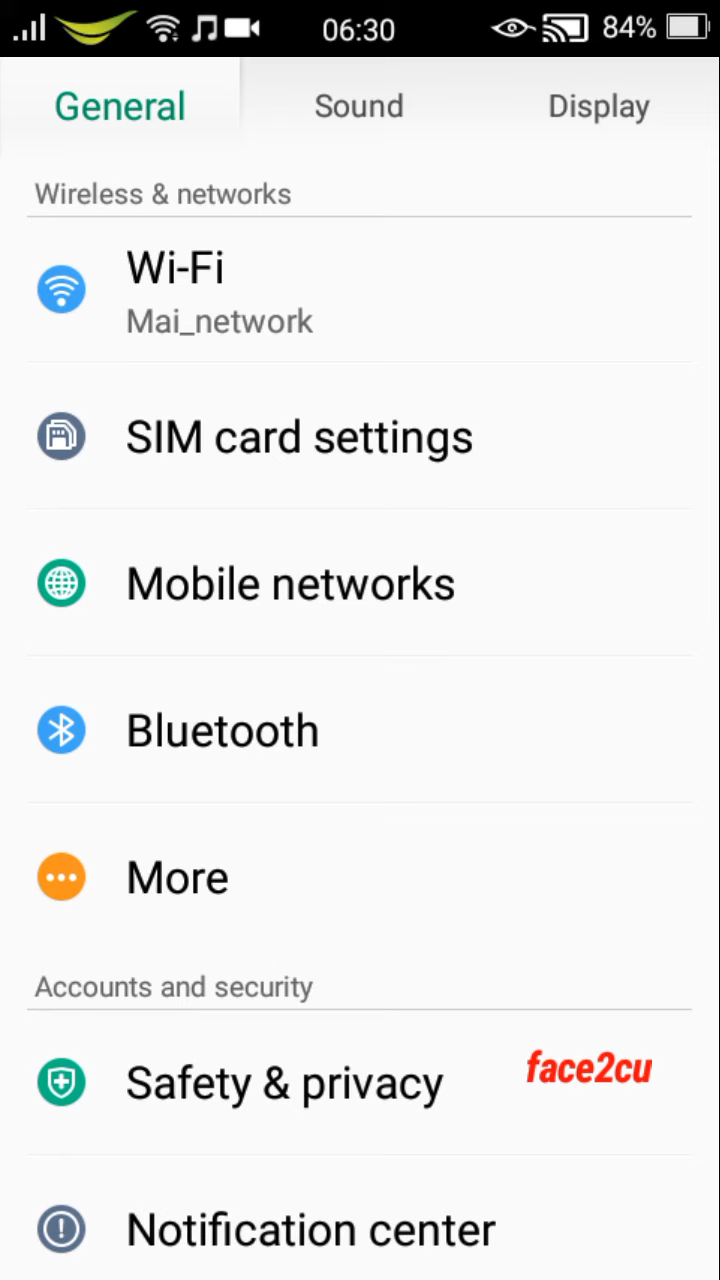 06:30
84%
General
Sound
Display
Wireless & networks
Wi-Fi
Mai_network
SIM card settings
Mobile networks
Bluetooth
More
Accounts and security
Safety & privacy
face2cu
Notification center